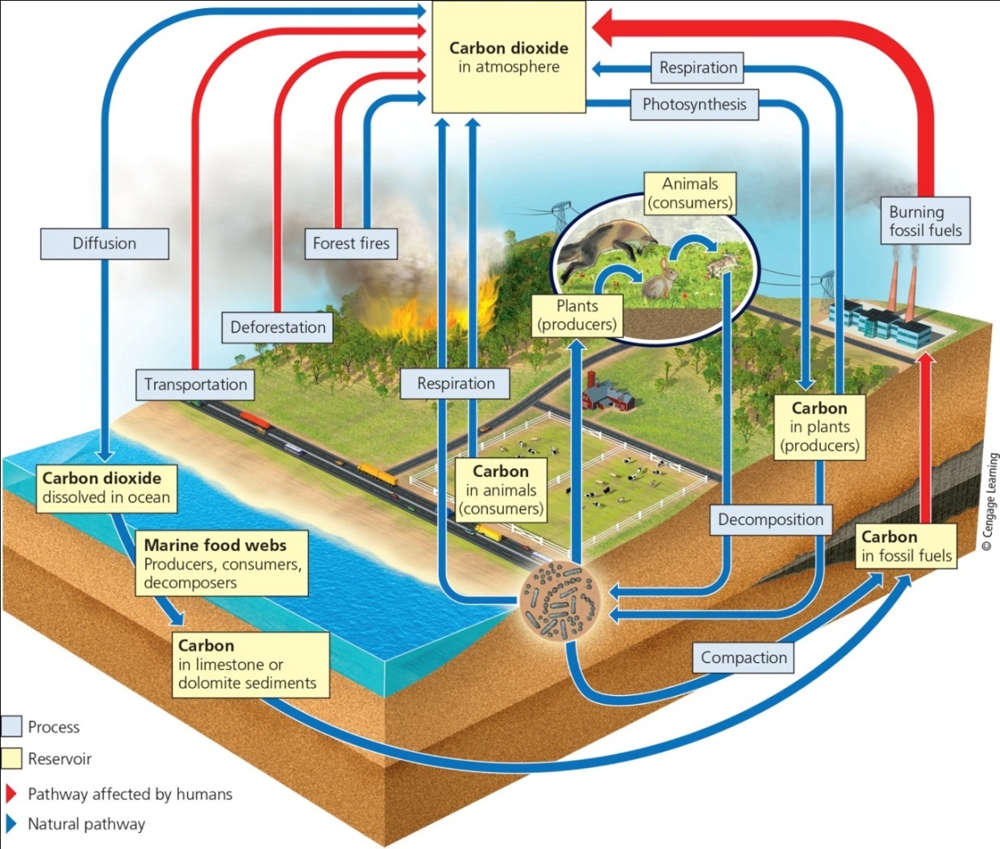 Carbon dioxide
in atmosphere
Respiration
Photosynthesis
Animals
(consumers)
Burning
fossil fuels
Diffusion
Forest fires
Plants
(producers)
Deforestation
Transportation
Respiration
Carbon
in plants
(producers)
Carbon dioxide
dissolved in ocean
Carbon
in animals
(consumers)
Decomposition
Marine food webs
Producers, consumers,
decomposers
Carbon
in fossil fuels
Carbon
in limestone or
dolomite sediments
Compaction
Process
Reservoir
Pathway affected by humans
Natural pathway
© Cengage Learning